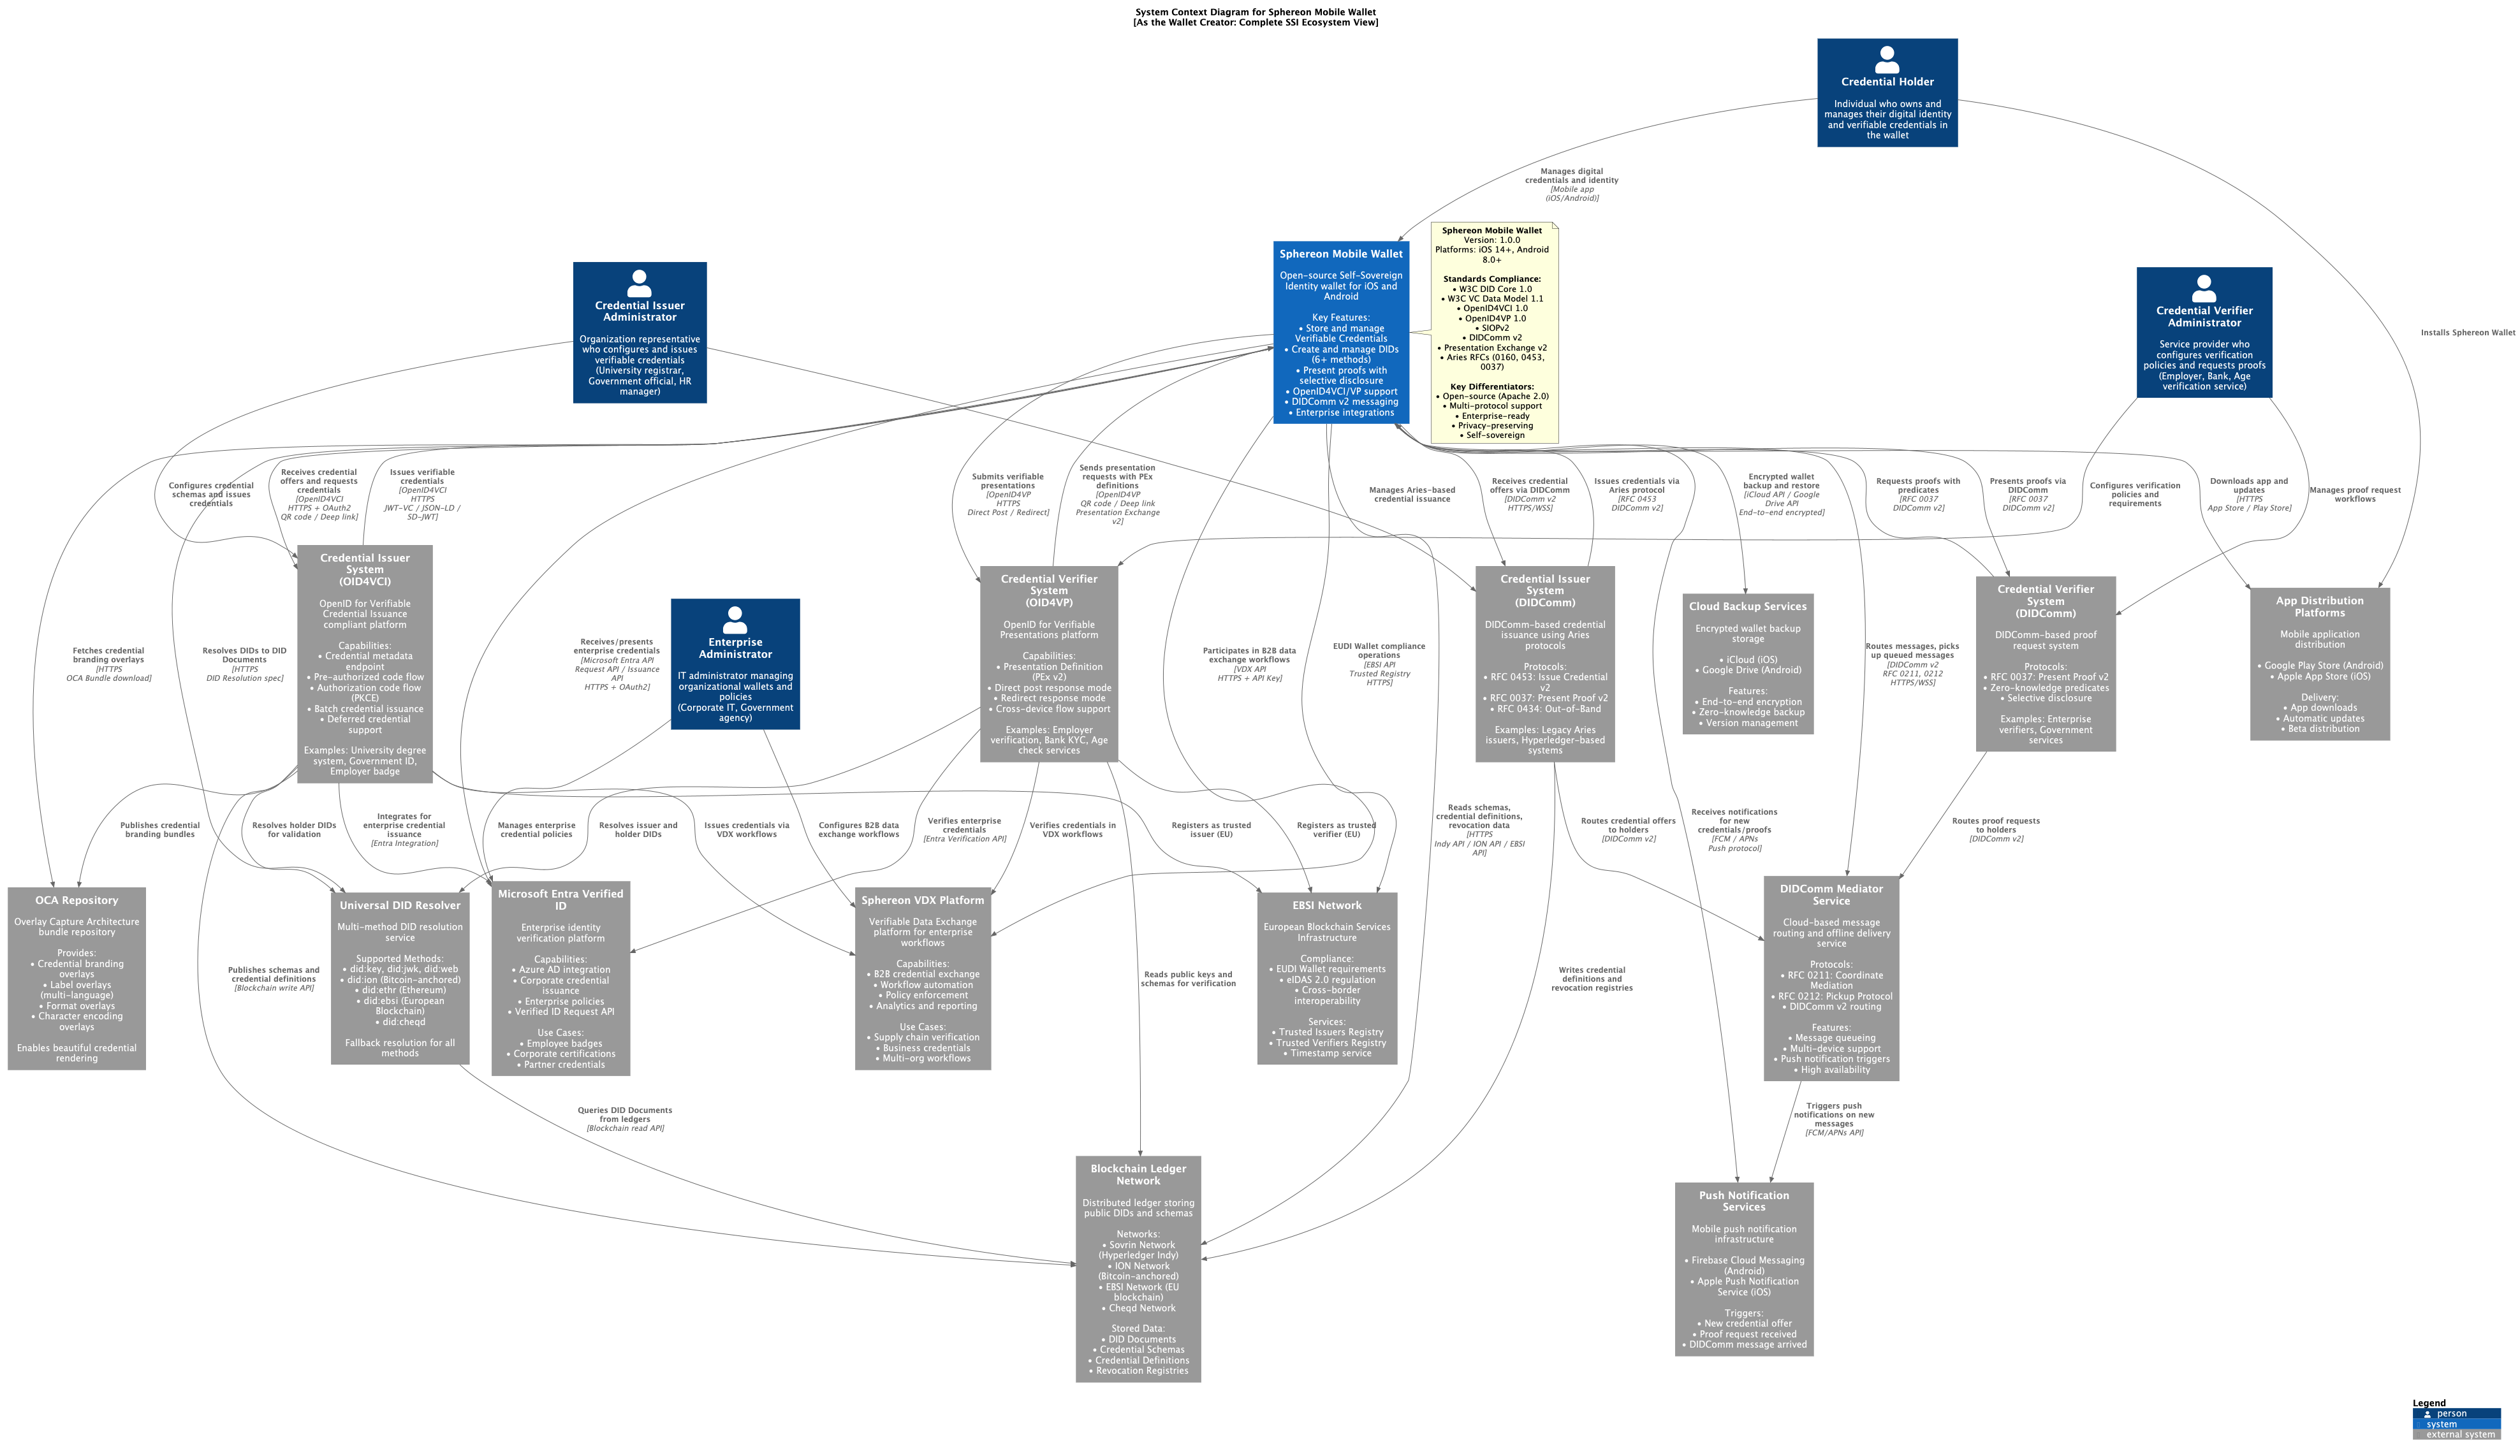 System Context Diagram for Sphereon Mobile Wallet
[As the Wallet Creator: Complete SSI Ecosystem View]
Credential Holder
Individual who owns and
manages their digital identity
and verifiable credentials in
the wallet
Manages digital
credentials and identity
[Mobile app
(iOS/Android)]
Installs Sphereon Wallet
Sphereon Mobile Wallet
Open-source Self-Sovereign
Identity wallet for iOS and
Android
Key Features:
• Store and manage
Verifiable Credentials
• Create and manage DIDs
(6+ methods)
• Present proofs with
selective disclosure
• OpenID4VCI/VP support
• DIDComm v2 messaging
• Enterprise integrations
Sphereon Mobile Wallet
Version: 1.0.0
Platforms: iOS 14+, Android
8.0+
Standards Compliance:
• W3C DID Core 1.0
• W3C VC Data Model 1.1
• OpenID4VCI 1.0
• OpenID4VP 1.0
• SIOPv2
• DIDComm v2
• Presentation Exchange v2
• Aries RFCs (0160, 0453,
0037)
Key Differentiators:
• Open-source (Apache 2.0)
• Multi-protocol support
• Enterprise-ready
• Privacy-preserving
• Self-sovereign
Credential Issuer
Administrator
Organization representative
who configures and issues
verifiable credentials
(University registrar,
Government official, HR
manager)
Credential Verifier
Administrator
Service provider who
configures verification
policies and requests proofs
(Employer, Bank, Age
verification service)
Configures credential
schemas and issues
credentials
Receives credential
offers and requests
credentials
[OpenID4VCI
HTTPS + OAuth2
QR code / Deep link]
Issues verifiable
credentials
[OpenID4VCI
HTTPS
JWT-VC / JSON-LD /
SD-JWT]
Submits verifiable
presentations
[OpenID4VP
HTTPS
Direct Post / Redirect]
Sends presentation
requests with PEx
definitions
[OpenID4VP
QR code / Deep link
Presentation Exchange
v2]
Manages Aries-based
credential issuance
Receives credential
offers via DIDComm
[DIDComm v2
HTTPS/WSS]
Issues credentials via
Aries protocol
[RFC 0453
DIDComm v2]
Encrypted wallet
backup and restore
[iCloud API / Google
Drive API
End-to-end encrypted]
Requests proofs with
predicates
[RFC 0037
DIDComm v2]
Presents proofs via
DIDComm
[RFC 0037
DIDComm v2]
Configures verification
policies and
requirements
Downloads app and
updates
[HTTPS
App Store / Play Store]
Manages proof request
workflows
Credential Issuer
System
(OID4VCI)
OpenID for Verifiable
Credential Issuance
compliant platform
Capabilities:
• Credential metadata
endpoint
• Pre-authorized code flow
• Authorization code flow
(PKCE)
• Batch credential issuance
• Deferred credential
support
Examples: University degree
system, Government ID,
Employer badge
Enterprise
Administrator
IT administrator managing
organizational wallets and
policies
(Corporate IT, Government
agency)
Credential Verifier
System
(OID4VP)
OpenID for Verifiable
Presentations platform
Capabilities:
• Presentation Definition
(PEx v2)
• Direct post response mode
• Redirect response mode
• Cross-device flow support
Examples: Employer
verification, Bank KYC, Age
check services
Credential Issuer
System
(DIDComm)
DIDComm-based credential
issuance using Aries
protocols
Protocols:
• RFC 0453: Issue Credential
v2
• RFC 0037: Present Proof v2
• RFC 0434: Out-of-Band
Examples: Legacy Aries
issuers, Hyperledger-based
systems
Cloud Backup Services
Encrypted wallet backup
storage
• iCloud (iOS)
• Google Drive (Android)
Features:
• End-to-end encryption
• Zero-knowledge backup
• Version management
Credential Verifier
System
(DIDComm)
DIDComm-based proof
request system
Protocols:
• RFC 0037: Present Proof v2
• Zero-knowledge predicates
• Selective disclosure
Examples: Enterprise
verifiers, Government
services
App Distribution
Platforms
Mobile application
distribution
• Google Play Store (Android)
• Apple App Store (iOS)
Delivery:
• App downloads
• Automatic updates
• Beta distribution
Fetches credential
branding overlays
[HTTPS
OCA Bundle download]
Resolves DIDs to DID
Documents
[HTTPS
DID Resolution spec]
Receives/presents
enterprise credentials
[Microsoft Entra API
Request API / Issuance
API
HTTPS + OAuth2]
Participates in B2B data
exchange workflows
[VDX API
HTTPS + API Key]
EUDI Wallet compliance
operations
[EBSI API
Trusted Registry
HTTPS]
Routes messages, picks
up queued messages
[DIDComm v2
RFC 0211, 0212
HTTPS/WSS]
Publishes credential
branding bundles
Resolves holder DIDs
for validation
Integrates for
enterprise credential
issuance
[Entra Integration]
Manages enterprise
credential policies
Resolves issuer and
holder DIDs
Issues credentials via
VDX workflows
Configures B2B data
exchange workflows
Verifies enterprise
credentials
[Entra Verification API]
Verifies credentials in
VDX workflows
Registers as trusted
issuer (EU)
Registers as trusted
verifier (EU)
Reads schemas,
credential definitions,
revocation data
[HTTPS
Indy API / ION API / EBSI
API]
Routes credential offers
to holders
[DIDComm v2]
Receives notifications
for new
credentials/proofs
[FCM / APNs
Push protocol]
Routes proof requests
to holders
[DIDComm v2]
OCA Repository
Overlay Capture Architecture
bundle repository
Provides:
• Credential branding
overlays
• Label overlays
(multi-language)
• Format overlays
• Character encoding
overlays
Enables beautiful credential
rendering
Publishes schemas and
credential definitions
[Blockchain write API]
Universal DID Resolver
Multi-method DID resolution
service
Supported Methods:
• did:key, did:jwk, did:web
• did:ion (Bitcoin-anchored)
• did:ethr (Ethereum)
• did:ebsi (European
Blockchain)
• did:cheqd
Fallback resolution for all
methods
Microsoft Entra Verified
ID
Enterprise identity
verification platform
Capabilities:
• Azure AD integration
• Corporate credential
issuance
• Enterprise policies
• Verified ID Request API
Use Cases:
• Employee badges
• Corporate certifications
• Partner credentials
Sphereon VDX Platform
Verifiable Data Exchange
platform for enterprise
workflows
Capabilities:
• B2B credential exchange
• Workflow automation
• Policy enforcement
• Analytics and reporting
Use Cases:
• Supply chain verification
• Business credentials
• Multi-org workflows
Reads public keys and
schemas for verification
EBSI Network
European Blockchain Services
Infrastructure
Compliance:
• EUDI Wallet requirements
• eIDAS 2.0 regulation
• Cross-border
interoperability
Services:
• Trusted Issuers Registry
• Trusted Verifiers Registry
• Timestamp service
Writes credential
definitions and
revocation registries
DIDComm Mediator
Service
Cloud-based message
routing and offline delivery
service
Protocols:
• RFC 0211: Coordinate
Mediation
• RFC 0212: Pickup Protocol
• DIDComm v2 routing
Features:
• Message queueing
• Multi-device support
• Push notification triggers
• High availability
Queries DID Documents
from ledgers
[Blockchain read API]
Triggers push
notifications on new
messages
[FCM/APNs API]
Blockchain Ledger
Network
Distributed ledger storing
public DIDs and schemas
Networks:
• Sovrin Network
(Hyperledger Indy)
• ION Network
(Bitcoin-anchored)
• EBSI Network (EU
blockchain)
• Cheqd Network
Stored Data:
• DID Documents
• Credential Schemas
• Credential Definitions
• Revocation Registries
Push Notification
Services
Mobile push notification
infrastructure
• Firebase Cloud Messaging
(Android)
• Apple Push Notification
Service (iOS)
Triggers:
• New credential offer
• Proof request received
• DIDComm message arrived
Legend
person
system
external system